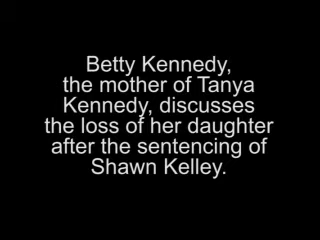 Betty Kennedy,
the mother of Tanya
Kennedy, discusses
the loss of her daughter
after the sentencing of
Shawn Kelley.